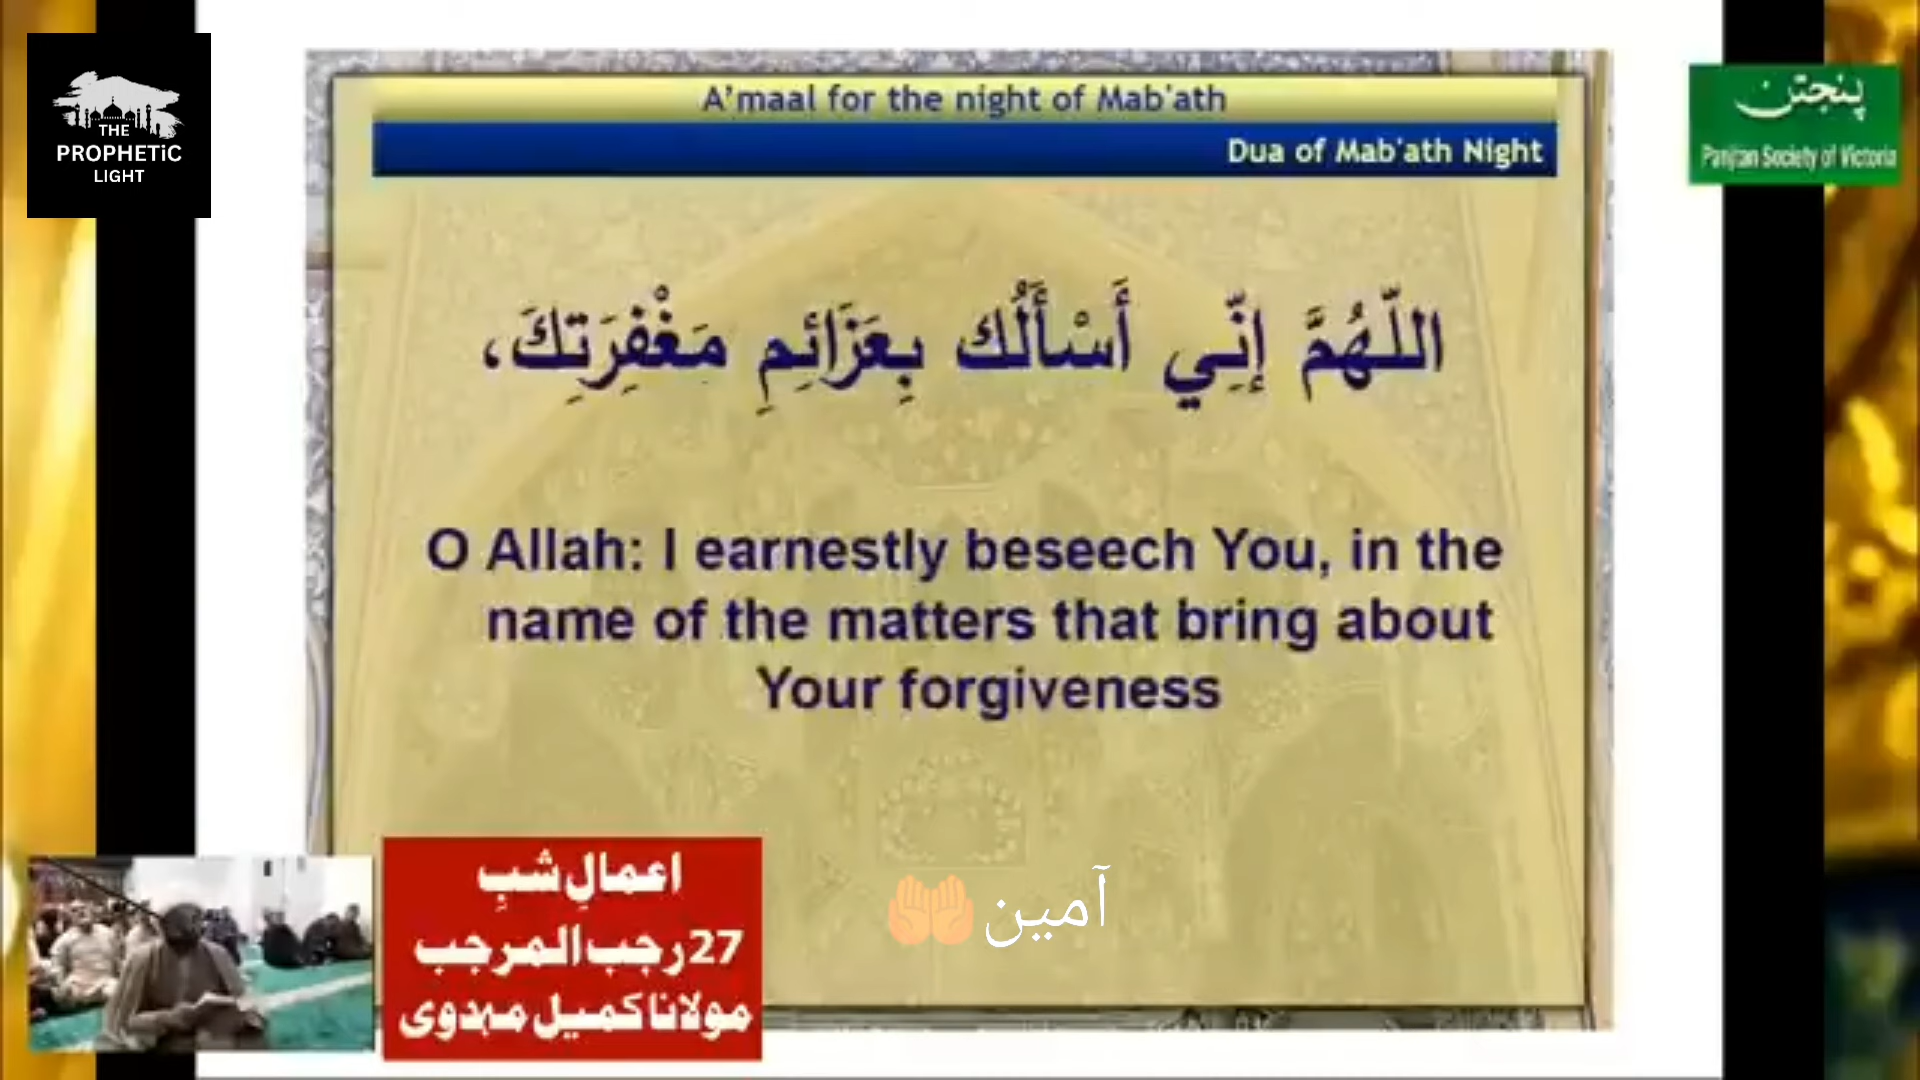 THE
PROPHETiC
LIGHT
پنجتن
Panjtan Society of Victoria
A'maal for the night of Mab'ath
Dua of Mab'ath Night
اللّهُمَّ إنِّي أَسْأَلُكَ بِعَزَائِمِ مَغْفِرَتِكَ،
O Allah: I earnestly beseech You, in the
name of the matters that bring about
Your forgiveness
آمین 🤲
اعمالِ شبِ
27 رجب المرجب
مولانا کمیل مہدوی